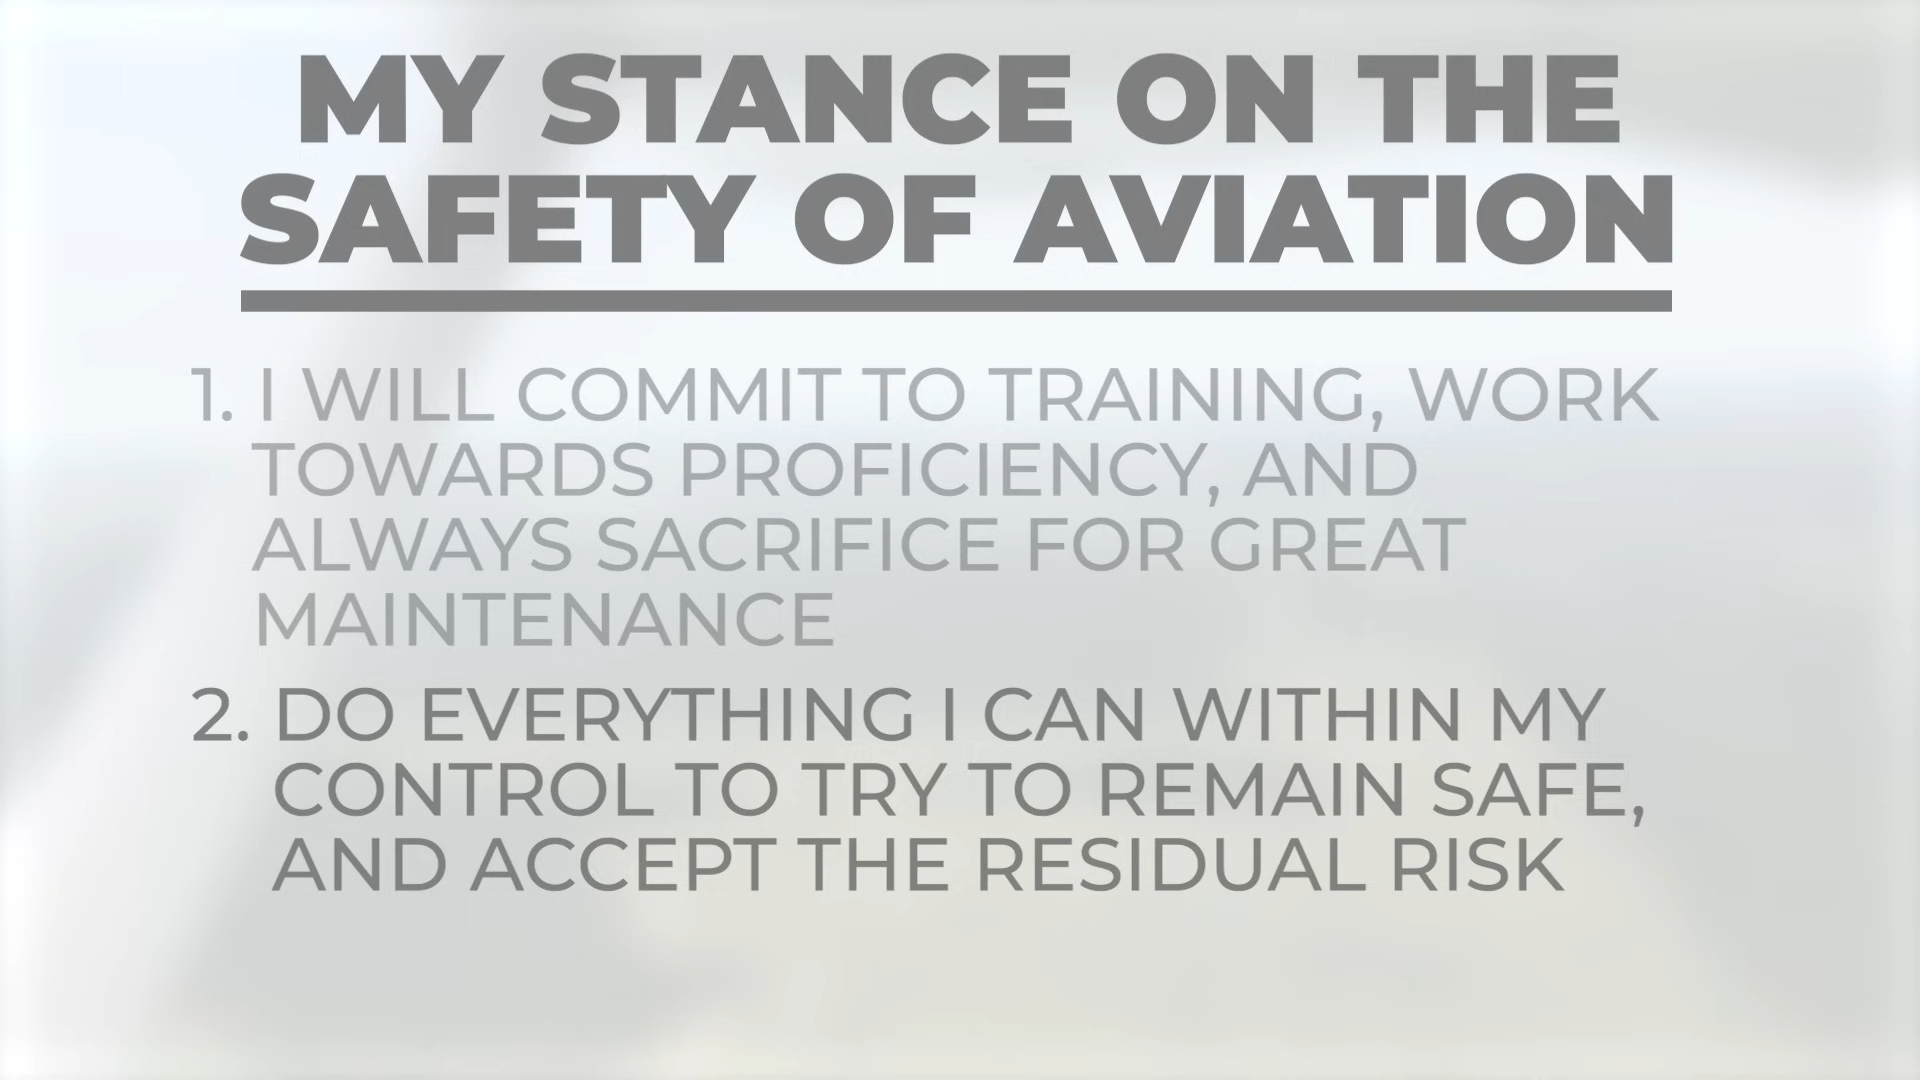 MY STANCE ON THE
SAFETY OF AVIATION
1. I WILL COMMIT TO TRAINING, WORK
TOWARDS PROFICIENCY, AND
ALWAYS SACRIFICE FOR GREAT
MAINTENANCE
2. DO EVERYTHING I CAN WITHIN MY
CONTROL TO TRY TO REMAIN SAFE,
AND ACCEPT THE RESIDUAL RISK